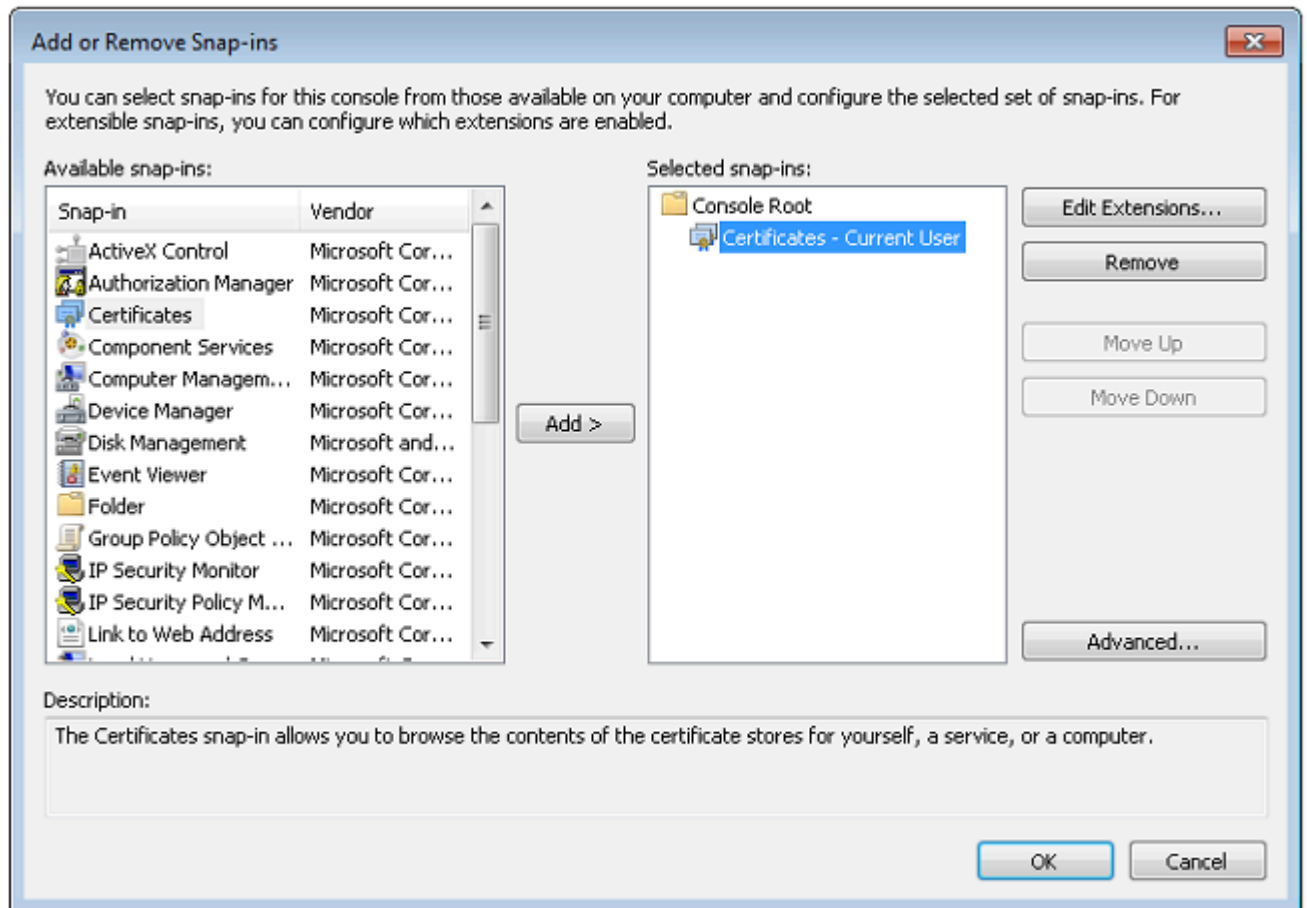 Add or Remove Snap-ins
You can select snap-ins for this console from those available on your computer and configure the selected set of snap-ins. For
extensible snap-ins, you can configure which extensions are enabled.
Available snap-ins:
Snap-in Vendor
ActiveX Control Microsoft Cor...
Authorization Manager Microsoft Cor...
Certificates Microsoft Cor...
Component Services Microsoft Cor...
Computer Managem... Microsoft Cor...
Device Manager Microsoft Cor...
Disk Management Microsoft and...
Event Viewer Microsoft Cor...
Folder Microsoft Cor...
Group Policy Object ... Microsoft Cor...
IP Security Monitor Microsoft Cor...
IP Security Policy M... Microsoft Cor...
Link to Web Address Microsoft Cor...
Add >
Selected snap-ins:
Console Root
Certificates - Current User
Edit Extensions...
Remove
Move Up
Move Down
Advanced...
Description:
The Certificates snap-in allows you to browse the contents of the certificate stores for yourself, a service, or a computer.
OK
Cancel